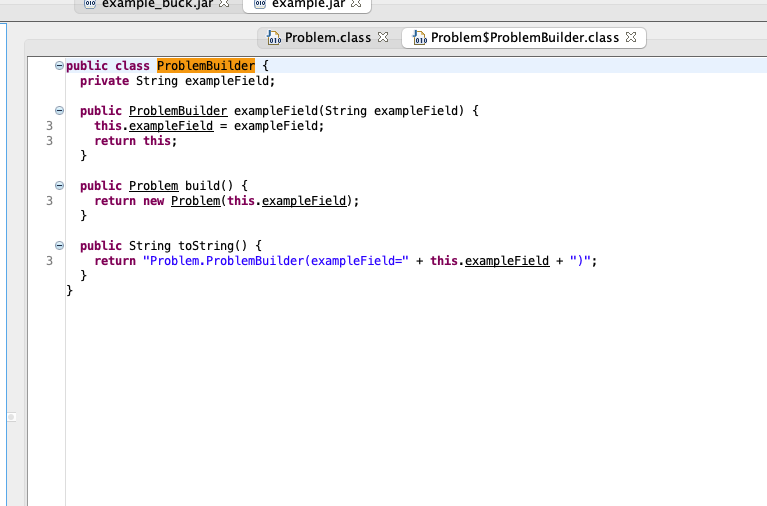 example_buck.jar example.jar
Problem.class Problem$ProblemBuilder.class
public class ProblemBuilder {
private String exampleField;
public ProblemBuilder exampleField(String exampleField) {
3 this.exampleField = exampleField;
3 return this;
}
public Problem build() {
3 return new Problem(this.exampleField);
}
public String toString() {
3 return "Problem.ProblemBuilder(exampleField=" + this.exampleField + ")";
}
}